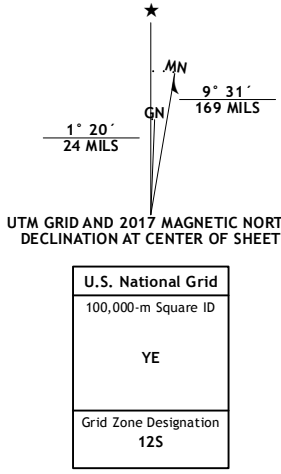 MN
9° 31´
169 MILS
GN
1° 20´
24 MILS
UTM GRID AND 2017 MAGNETIC NORT
DECLINATION AT CENTER OF SHEET
U.S. National Grid
100,000-m Square ID
YE
Grid Zone Designation
12S